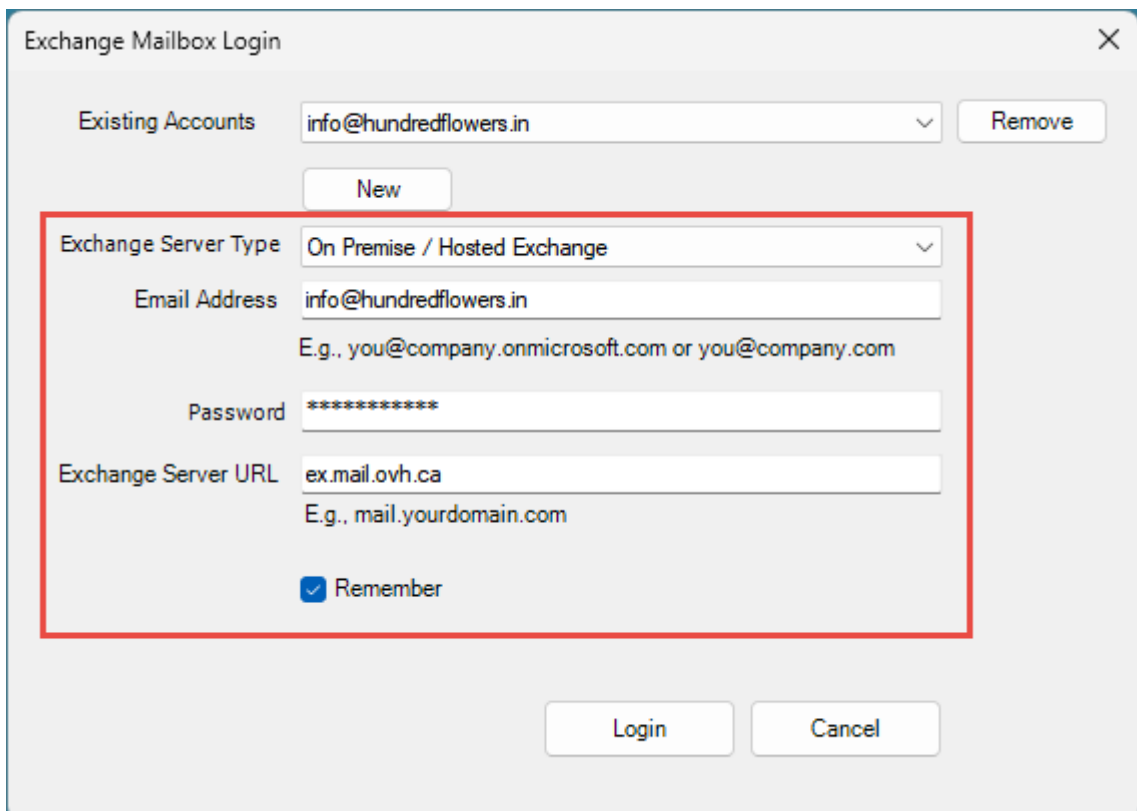 Exchange Mailbox Login
Existing Accounts info@hundredflowers.in Remove
New
Exchange Server Type On Premise / Hosted Exchange
Email Address info@hundredflowers.in
E.g., you@company.onmicrosoft.com or you@company.com
Password ***********
Exchange Server URL ex.mail.ovh.ca
E.g., mail.yourdomain.com
Remember
Login Cancel